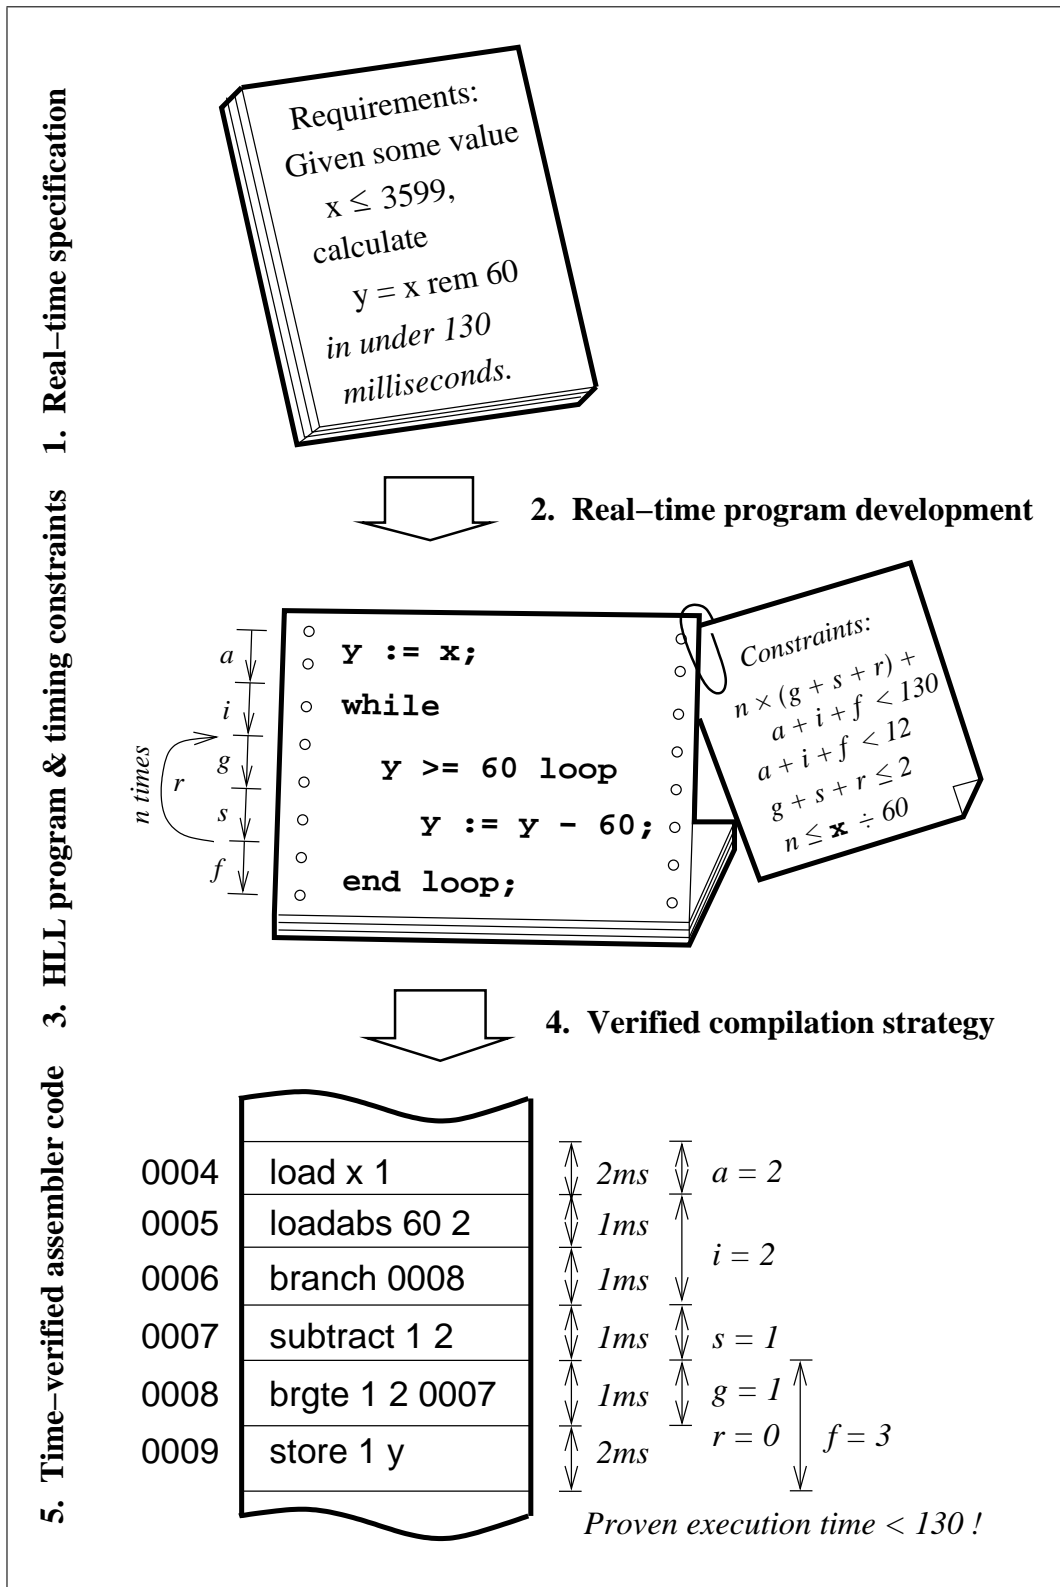 1. Real−time specification
Requirements:
Given some value
x ≤ 3599,
calculate
y = x rem 60
in under 130
milliseconds.
2. Real−time program development
3. HLL program & timing constraints
a
i
g
s
f
r
n times
y := x;
while
y >= 60 loop
y := y - 60;
end loop;
Constraints:
n × (g + s + r) +
a + i + f < 130
a + i + f < 12
g + s + r ≤ 2
n ≤ x ÷ 60
4. Verified compilation strategy
5. Time−verified assembler code
0004 load x 1 2ms a = 2
0005 loadabs 60 2 1ms
i = 2
0006 branch 0008 1ms
0007 subtract 1 2 1ms s = 1
0008 brgte 1 2 0007 1ms g = 1
r = 0 f = 3
0009 store 1 y 2ms
Proven execution time < 130 !